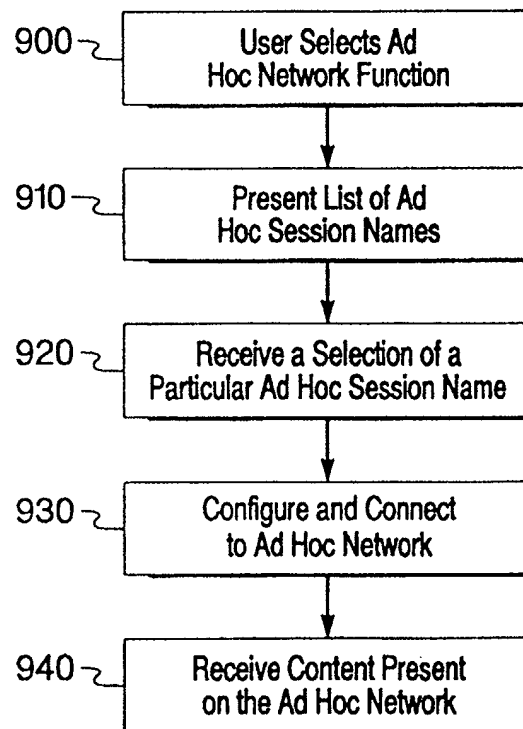 900
User Selects Ad
Hoc Network Function
910
Present List of Ad
Hoc Session Names
920
Receive a Selection of a
Particular Ad Hoc Session Name
930
Configure and Connect
to Ad Hoc Network
940
Receive Content Present
on the Ad Hoc Network